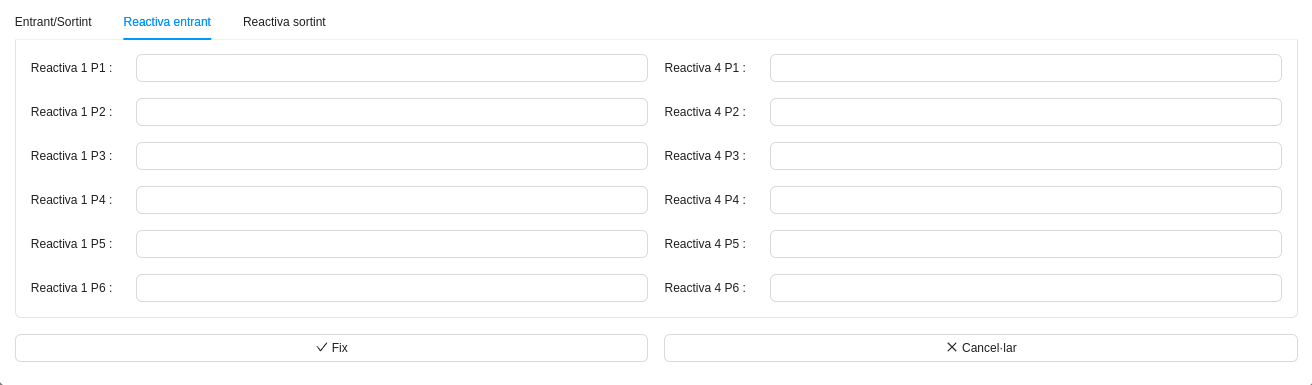 Entrant/Sortint Reactiva entrant Reactiva sortint
Reactiva 1 P1 : Reactiva 4 P1 :
Reactiva 1 P2 : Reactiva 4 P2 :
Reactiva 1 P3 : Reactiva 4 P3 :
Reactiva 1 P4 : Reactiva 4 P4 :
Reactiva 1 P5 : Reactiva 4 P5 :
Reactiva 1 P6 : Reactiva 4 P6 :
Fix Cancel·lar